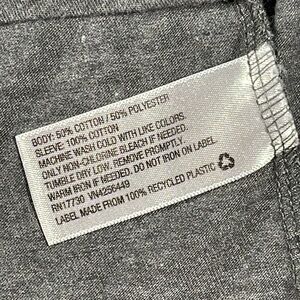 BODY: 50% COTTON / 50% POLYESTER
SLEEVE: 100% COTTON
MACHINE WASH COLD WITH LIKE COLORS.
ONLY NON-CHLORINE BLEACH IF NEEDED.
TUMBLE DRY LOW. REMOVE PROMPTLY.
WARM IRON IF NEEDED. DO NOT IRON ON LABEL
RN17730 VN4256449
LABEL MADE FROM 100% RECYCLED PLASTIC